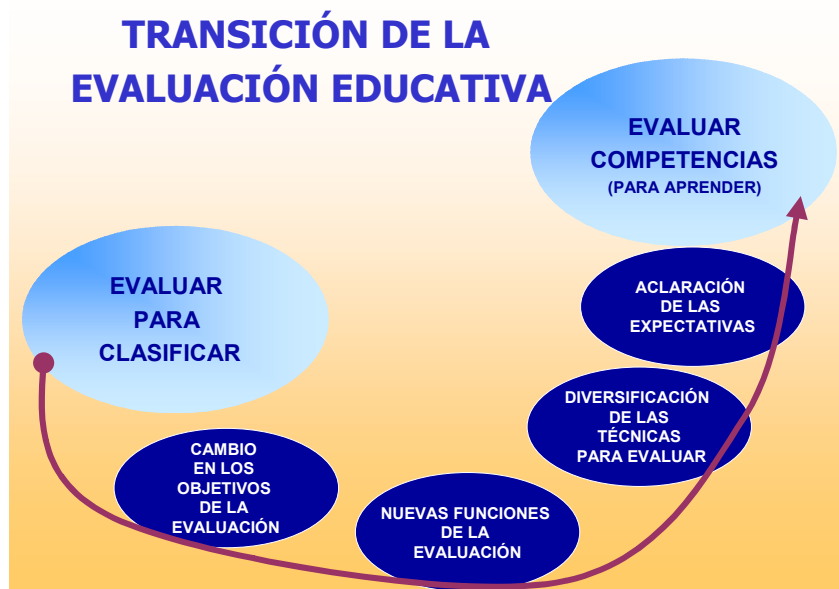 TRANSICIÓN DE LA
EVALUACIÓN EDUCATIVA
EVALUAR
PARA
CLASIFICAR
CAMBIO
EN LOS
OBJETIVOS
DE LA
EVALUACIÓN
NUEVAS FUNCIONES
DE LA
EVALUACIÓN
DIVERSIFICACIÓN
DE LAS
TÉCNICAS
PARA EVALUAR
ACLARACIÓN
DE LAS
EXPECTATIVAS
EVALUAR
COMPETENCIAS
(PARA APRENDER)